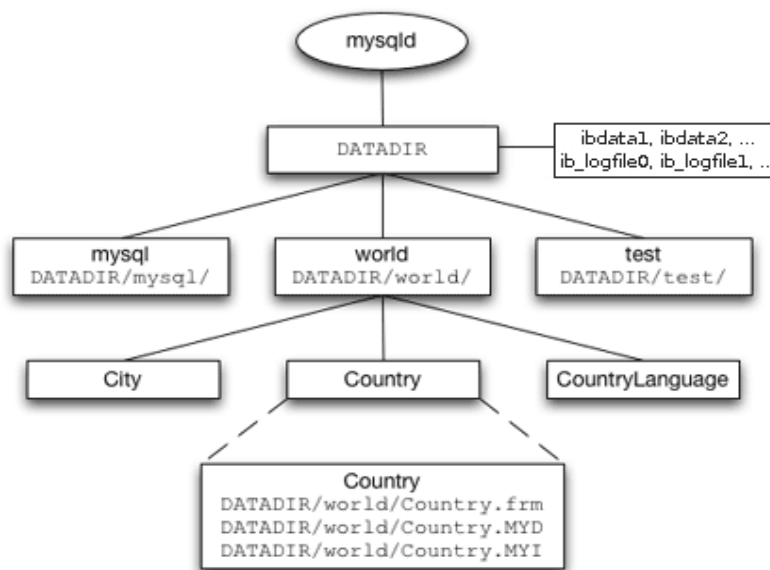 mysqld
DATADIR
ibdata1, ibdata2, ...
ib_logfile0, ib_logfile1, ..
mysql
DATADIR/mysql/
world
DATADIR/world/
test
DATADIR/test/
City
Country
CountryLanguage
Country
DATADIR/world/Country.frm
DATADIR/world/Country.MYD
DATADIR/world/Country.MYI